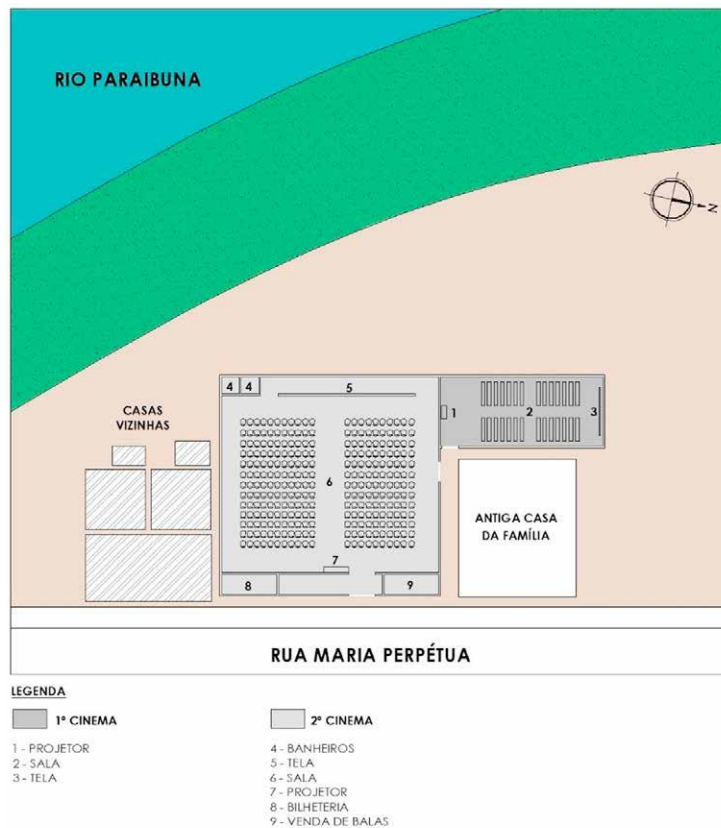 RIO PARAIBUNA
N
4 4
5
1
2
3
CASAS
VIZINHAS
6
ANTIGA CASA
DA FAMÍLIA
7
8
9
RUA MARIA PERPÉTUA
LEGENDA
1º CINEMA
1 - PROJETOR
2 - SALA
3 - TELA
2º CINEMA
4 - BANHEIROS
5 - TELA
6 - SALA
7 - PROJETOR
8 - BILHETERIA
9 - VENDA DE BALAS